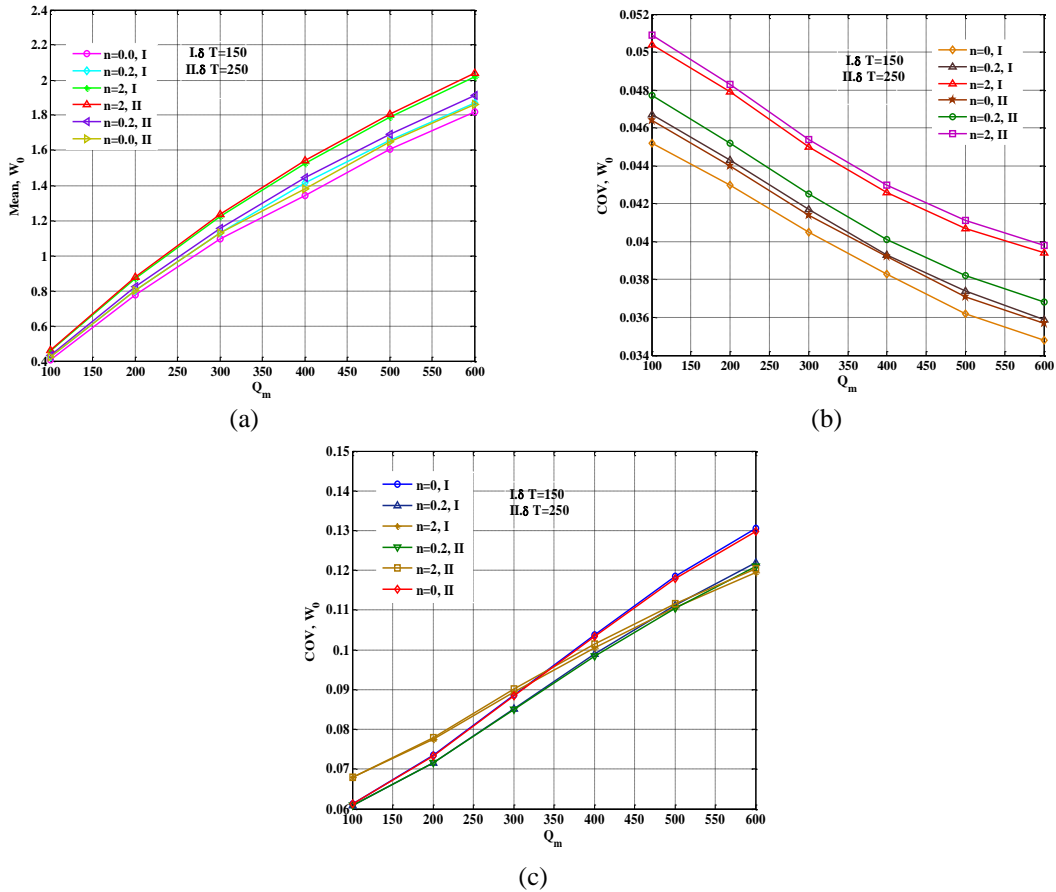 2.4
2.2
2
1.8
1.6
1.4
1.2
1
0.8
0.6
0.4
Mean, W0
n=0.0, I
n=0.2, I
n=2, I
n=2, II
n=0.2, II
n=0.0, II
I.δ T=150
II.δ T=250
100 150 200 250 300 350 400 450 500 550 600
Qm
(a)
0.052
0.05
0.048
0.046
0.044
0.042
0.04
0.038
0.036
0.034
COV, W0
I.δ T=150
II.δ T=250
n=0, I
n=0.2, I
n=2, I
n=0, II
n=0.2, II
n=2, II
100 150 200 250 300 350 400 450 500 550 600
Qm
(b)
0.15
0.14
0.13
0.12
0.11
0.1
0.09
0.08
0.07
0.06
COV, W0
n=0, I
n=0.2, I
n=2, I
n=0.2, II
n=2, II
n=0, II
I.δ T=150
II.δ T=250
100 150 200 250 300 350 400 450 500 550 600
Qm
(c)